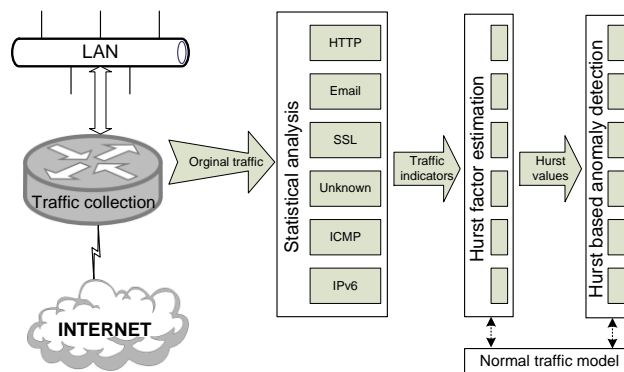 LAN
Traffic collection
INTERNET
Orginal traffic
Statistical analysis
HTTP
Email
SSL
Unknown
ICMP
IPv6
Traffic
indicators
Hurst factor estimation
Hurst
values
Hurst based anomaly detection
Normal traffic model